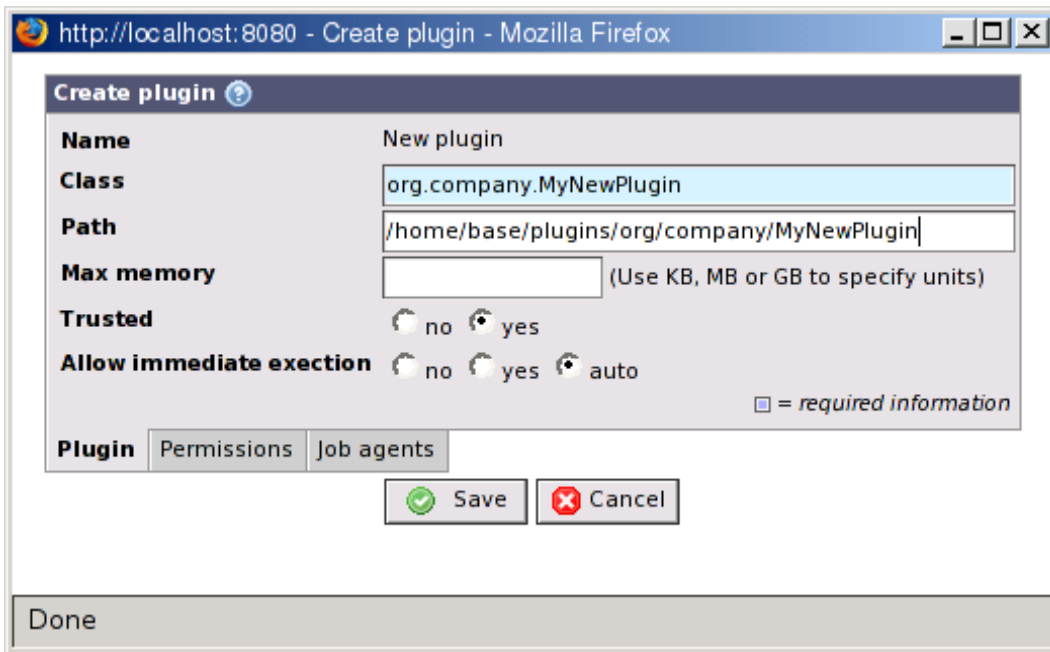 http://localhost:8080 - Create plugin - Mozilla Firefox
Create plugin ?
Name New plugin
Class org.company.MyNewPlugin
Path /home/base/plugins/org/company/MyNewPlugin
Max memory (Use KB, MB or GB to specify units)
Trusted no yes
Allow immediate exection no yes auto
= required information
Plugin Permissions Job agents
Save Cancel
Done